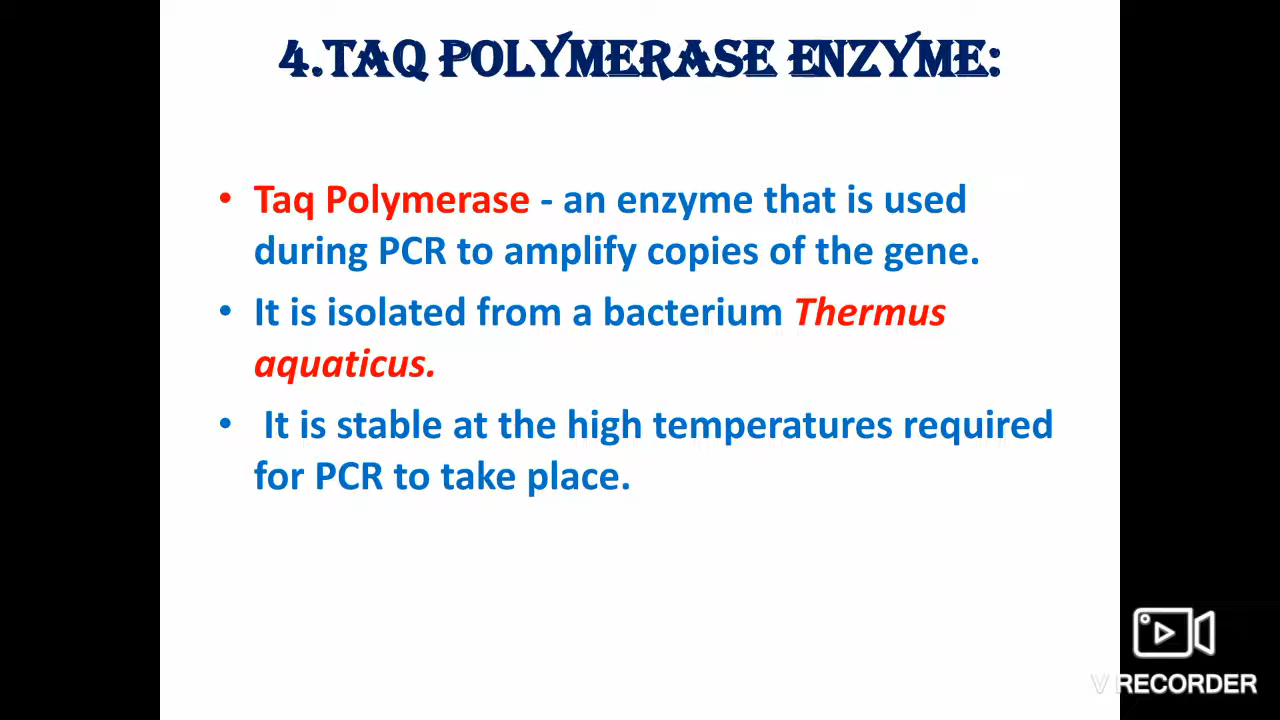 4.TAQ POLYMERASE ENZYME:
• Taq Polymerase - an enzyme that is used
during PCR to amplify copies of the gene.
• It is isolated from a bacterium Thermus
aquaticus.
• It is stable at the high temperatures required
for PCR to take place.
V RECORDER